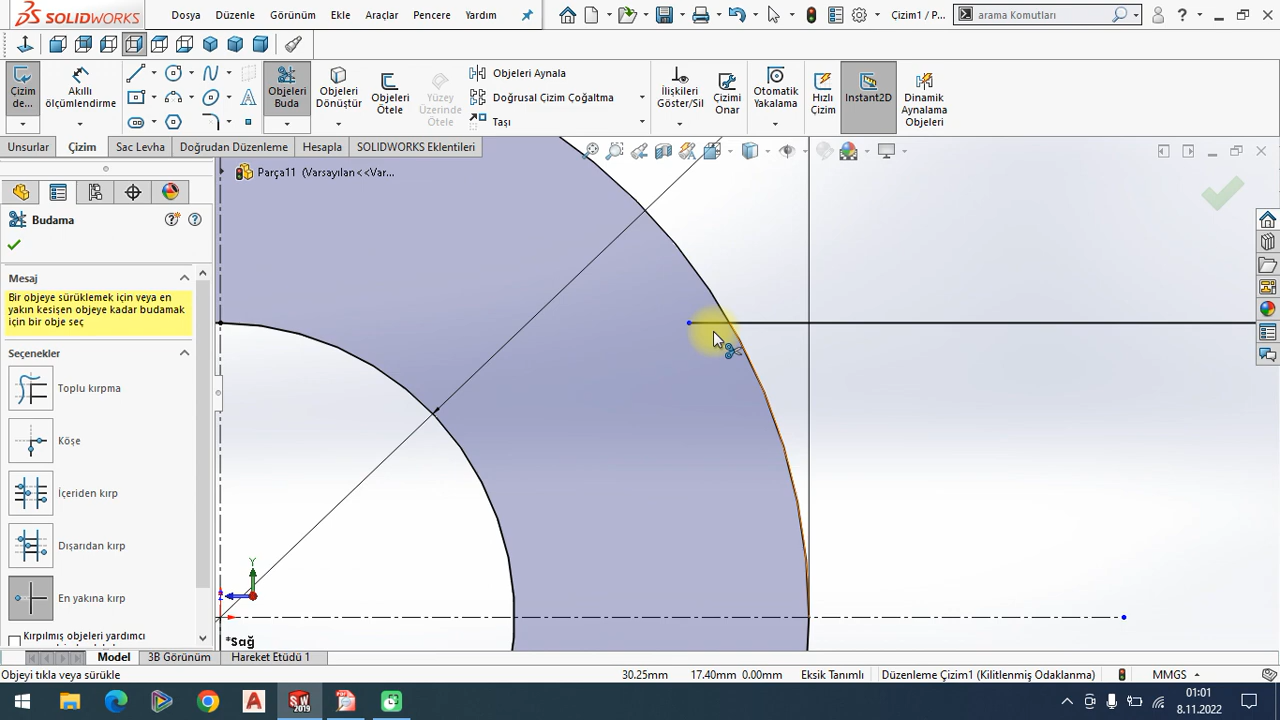 SOLIDWORKS Dosya Düzenle Görünüm Ekle Araçlar Pencere Yardım Çizim1 / P... arama Komutları ?
Çizim de... Akıllı ölçümlendirme Objeleri Buda Objeleri Dönüştür Objeleri Ötele Yüzey Üzerinde Ötele Objeleri Aynala Doğrusal Çizim Çoğaltma Taşı İlişkileri Göster/Sil Çizimi Onar Otomatik Yakalama Hızlı Çizim Instant2D Dinamik Aynalama Objeleri
Unsurlar Çizim Sac Levha Doğrudan Düzenleme Hesapla SOLIDWORKS Eklentileri
Parça11 (Varsayılan<<Var...
Budama
Mesaj
Bir objeye sürüklemek için veya en
yakın kesişen objeye kadar budamak
için bir obje seç
Seçenekler
Toplu kırpma
Köşe
İçeriden kırp
Dışarıdan kırp
Y
En yakına kırp
Z
Kırpılmış objeleri yardımcı
*Sağ
Model 3B Görünüm Hareket Etüdü 1
Objeyi tıkla veya sürükle 30.25mm 17.40mm 0.00mm Eksik Tanımlı Düzenleme Çizim1 (Kilitlenmiş Odaklanma) MMGS
SW 2019
01:01
8.11.2022